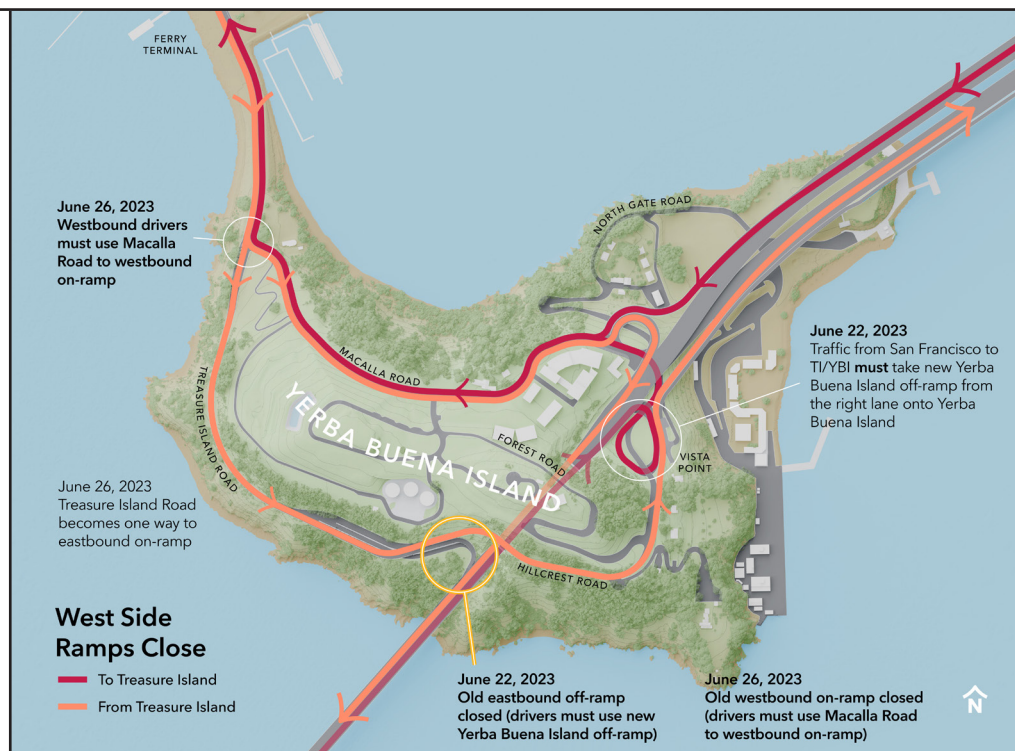 FERRY
TERMINAL
June 26, 2023
Westbound drivers
must use Macalla
Road to westbound
on-ramp
NORTH GATE ROAD
June 22, 2023
Traffic from San Francisco to
TI/YBI must take new Yerba
Buena Island off-ramp from
the right lane onto Yerba
Buena Island
MACALLA ROAD
TREASURE ISLAND ROAD
YERBA BUENA ISLAND
FOREST ROAD
VISTA
POINT
June 26, 2023
Treasure Island Road
becomes one way to
eastbound on-ramp
HILLCREST ROAD
West Side
Ramps Close
To Treasure Island
From Treasure Island
June 22, 2023
Old eastbound off-ramp
closed (drivers must use new
Yerba Buena Island off-ramp)
June 26, 2023
Old westbound on-ramp closed
(drivers must use Macalla Road
to westbound on-ramp)
N